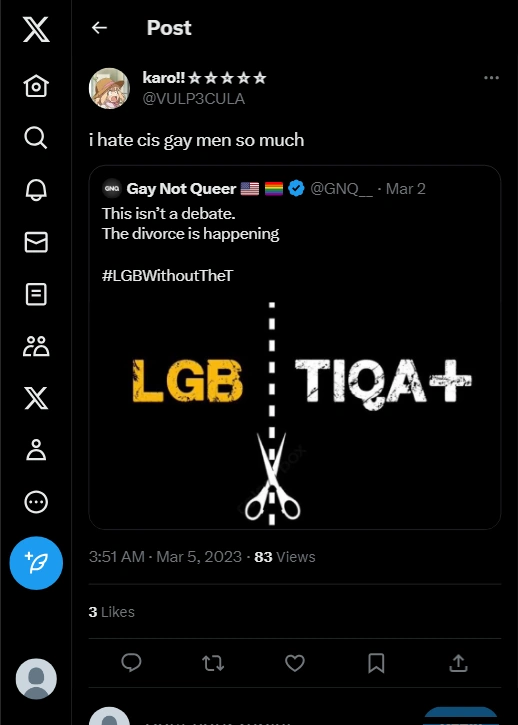 Post
karo!! ☆☆☆☆☆
@VULP3CULA
i hate cis gay men so much
GNQ Gay Not Queer 🇺🇸 🏳️‍🌈 @GNQ__ · Mar 2
This isn't a debate.
The divorce is happening
#LGBWithoutTheT
LGB TIQA+
3:51 AM · Mar 5, 2023 · 83 Views
3 Likes